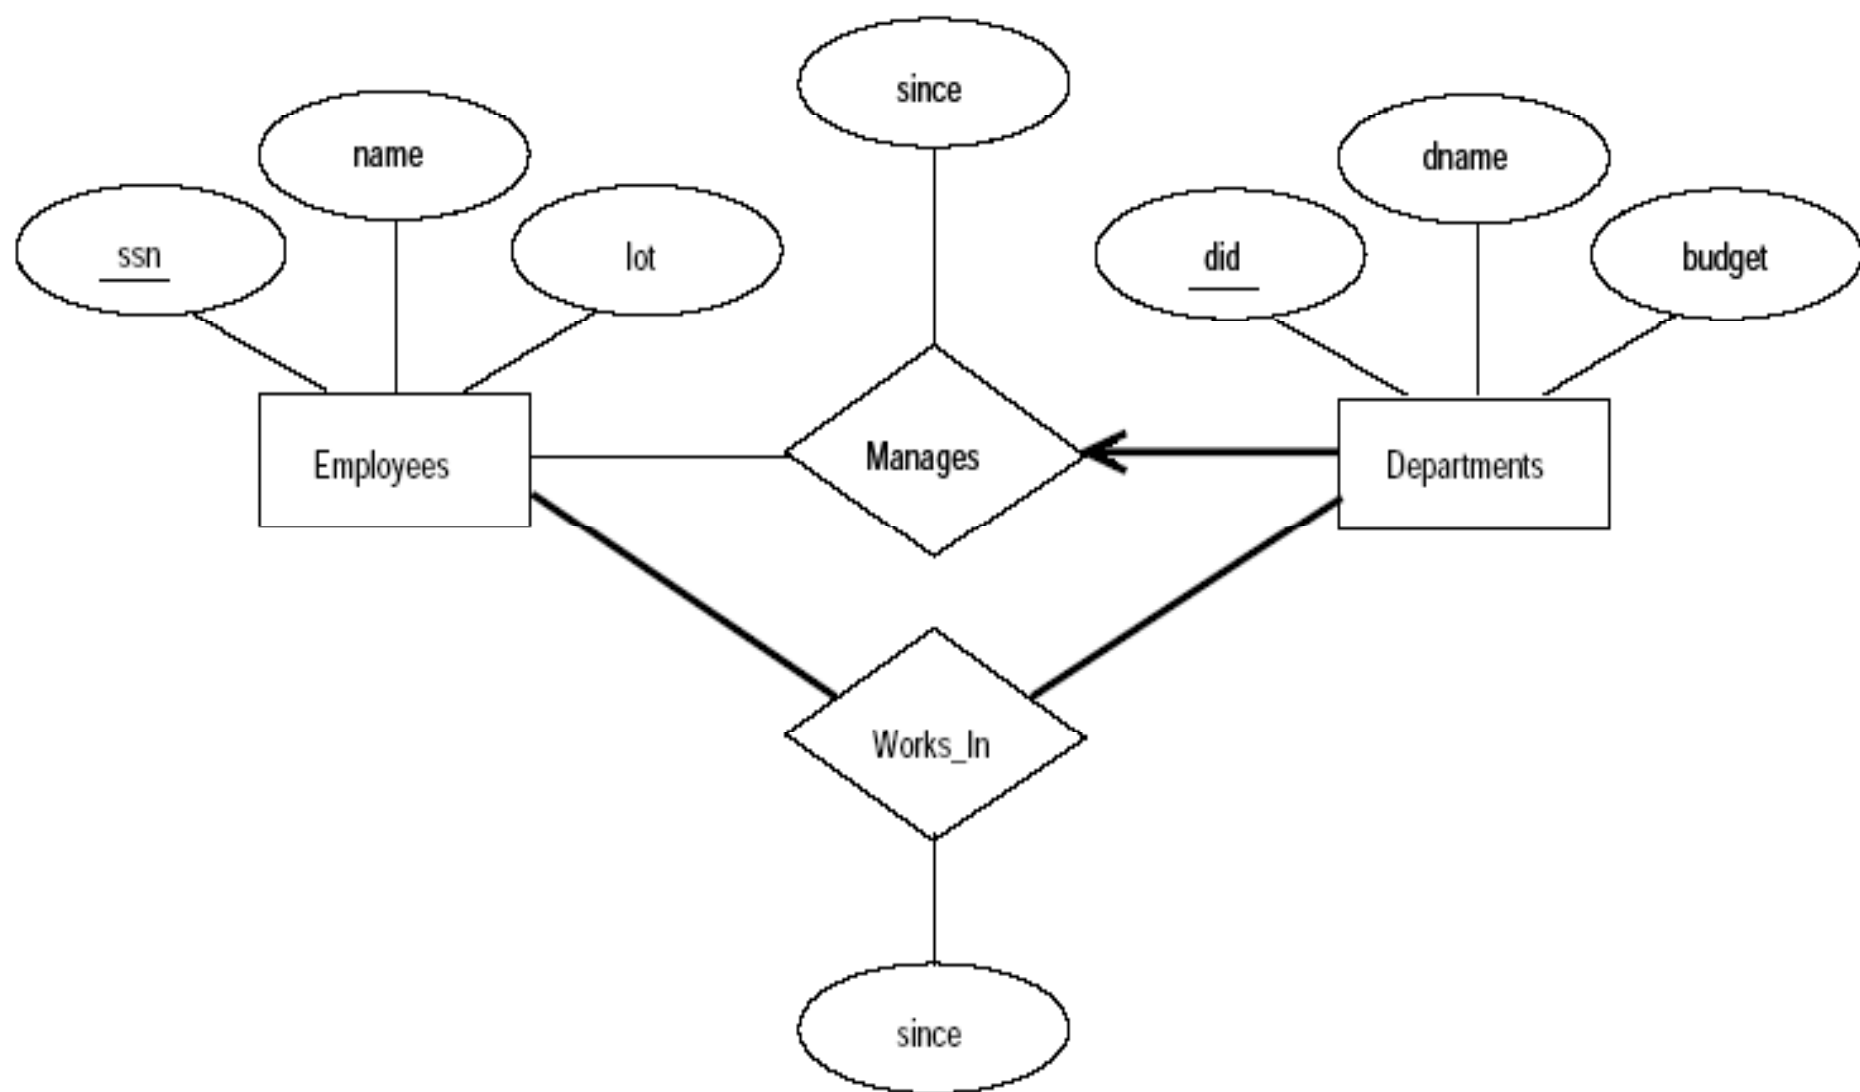 since
name
dname
ssn
lot
did
budget
Employees
Manages
Departments
Works_In
since